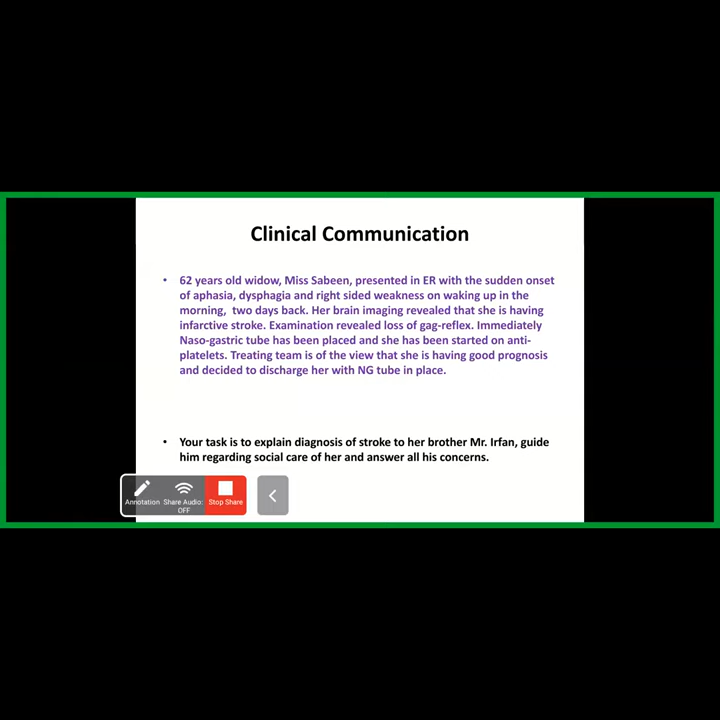 Clinical Communication
• 62 years old widow, Miss Sabeen, presented in ER with the sudden onset
of aphasia, dysphagia and right sided weakness on waking up in the
morning, two days back. Her brain imaging revealed that she is having
infarctive stroke. Examination revealed loss of gag-reflex. Immediately
Naso-gastric tube has been placed and she has been started on anti-
platelets. Treating team is of the view that she is having good prognosis
and decided to discharge her with NG tube in place.
• Your task is to explain diagnosis of stroke to her brother Mr. Irfan, guide
him regarding social care of her and answer all his concerns.
Annotation
Share Audio:
OFF
Stop Share